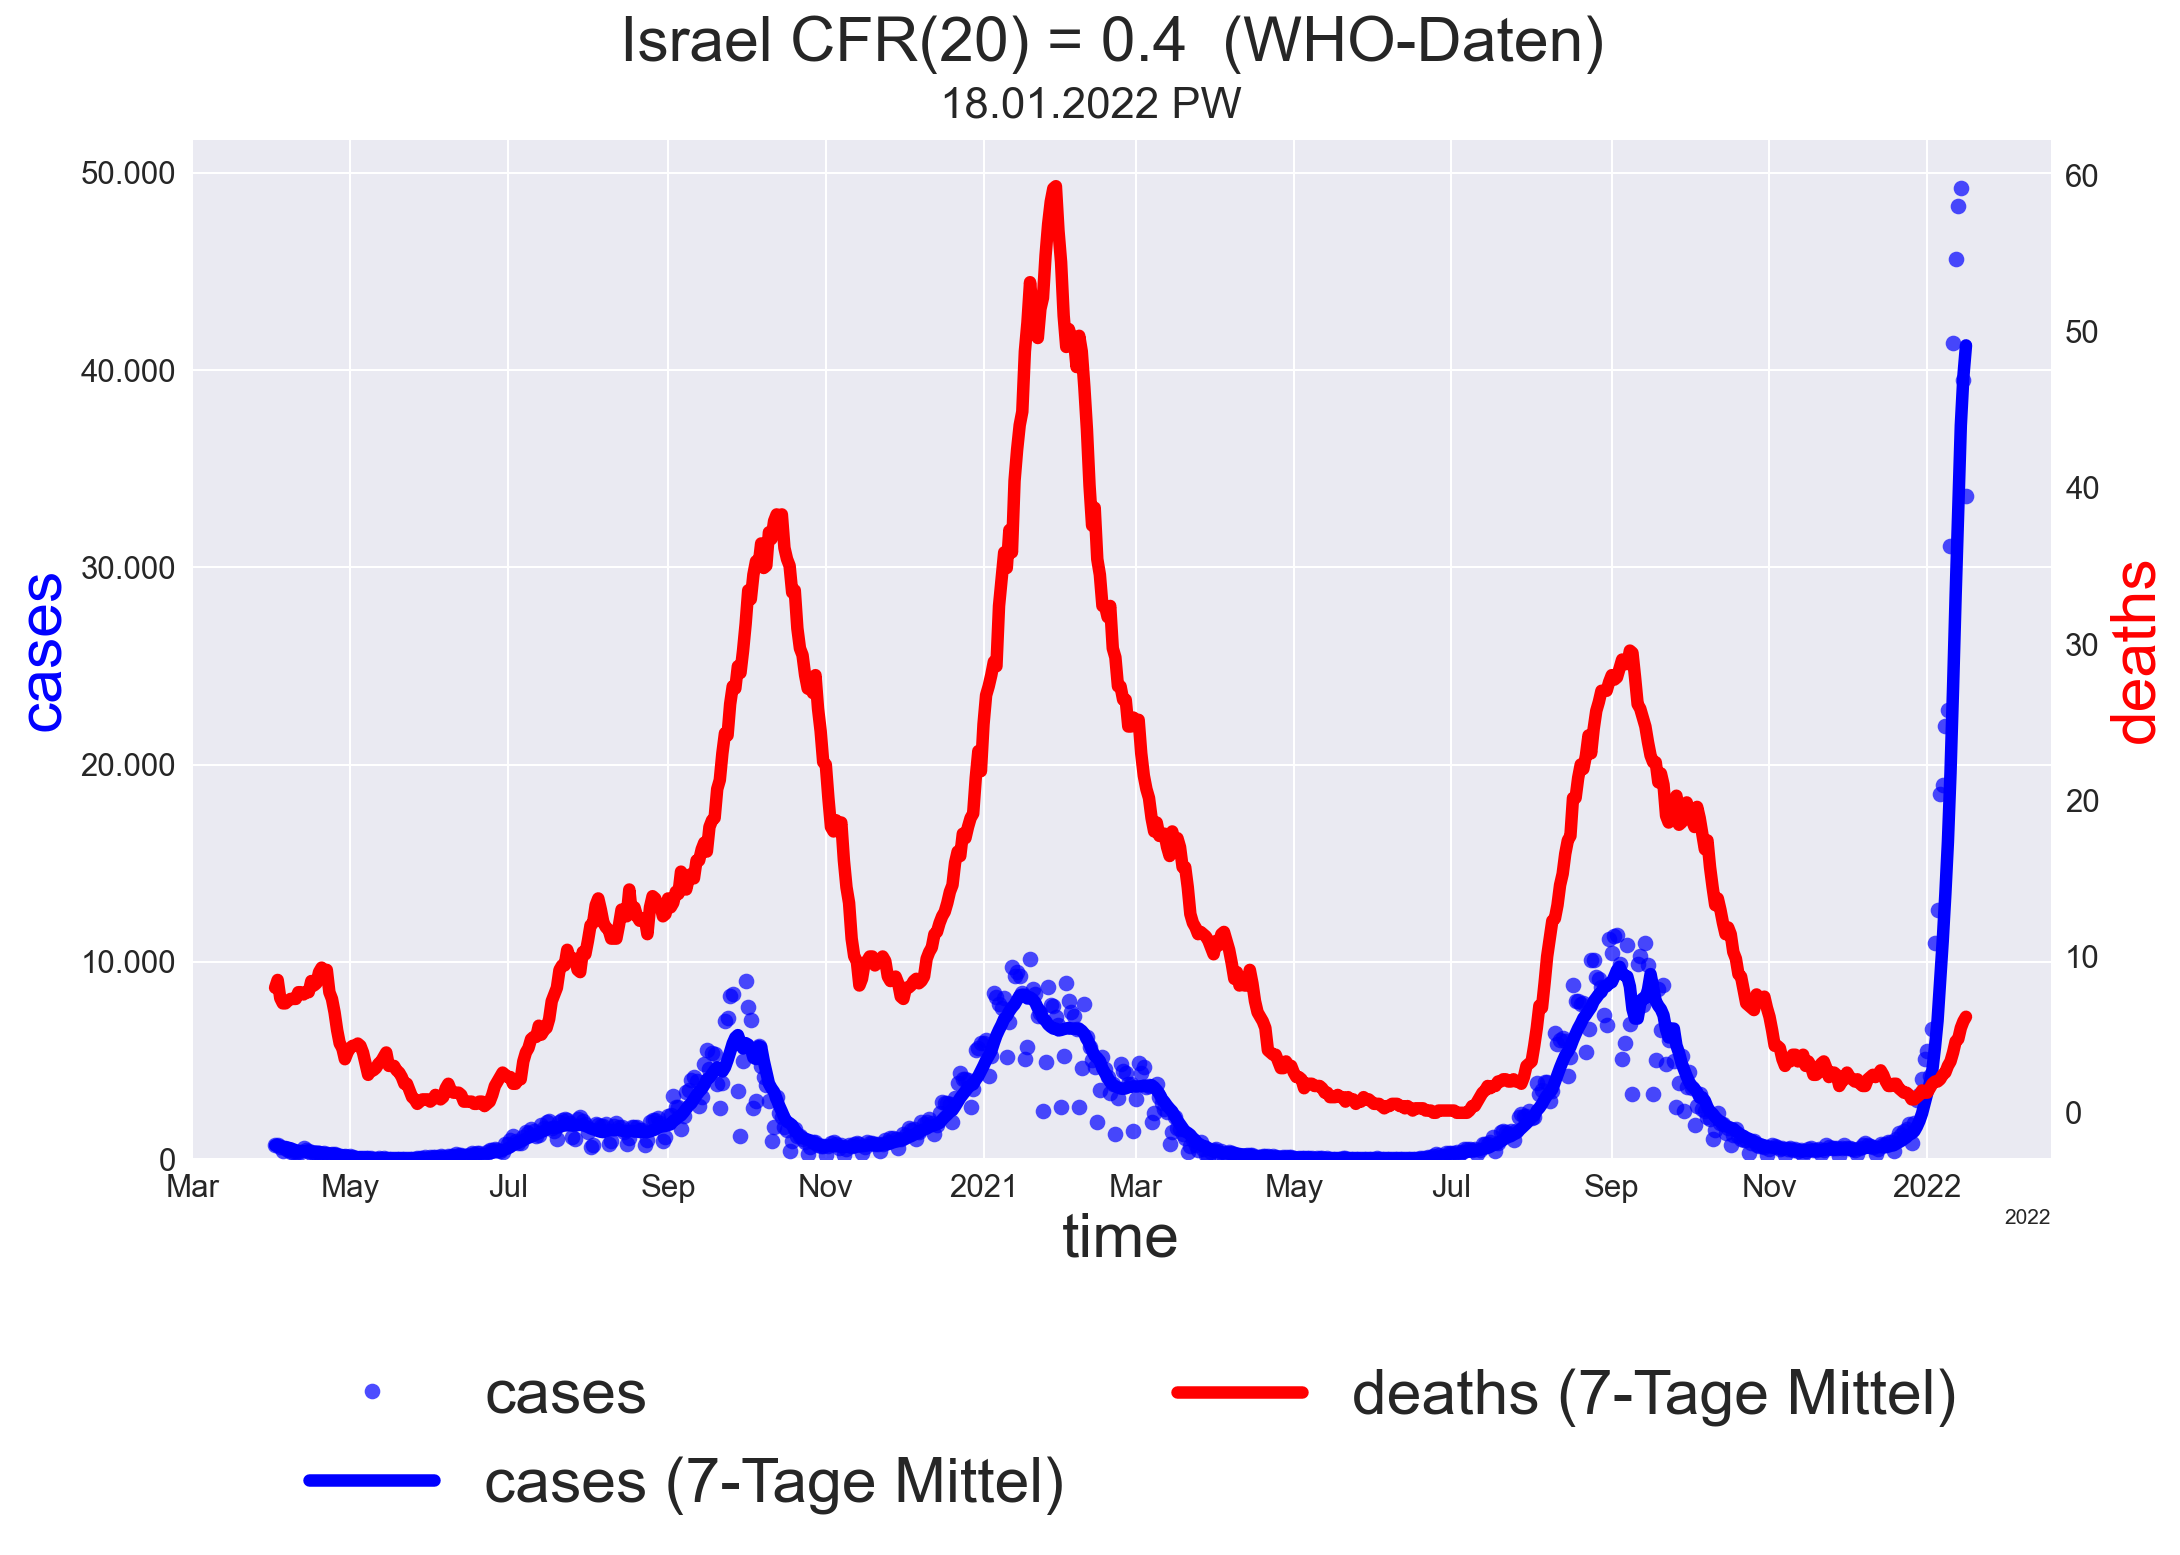 Israel CFR(20) = 0.4 (WHO-Daten)
18.01.2022 PW
50.000
40.000
30.000
20.000
10.000
0
cases
60
50
40
30
20
10
0
deaths
Mar May Jul Sep Nov 2021 Mar May Jul Sep Nov 2022
2022
time
cases
deaths (7-Tage Mittel)
cases (7-Tage Mittel)